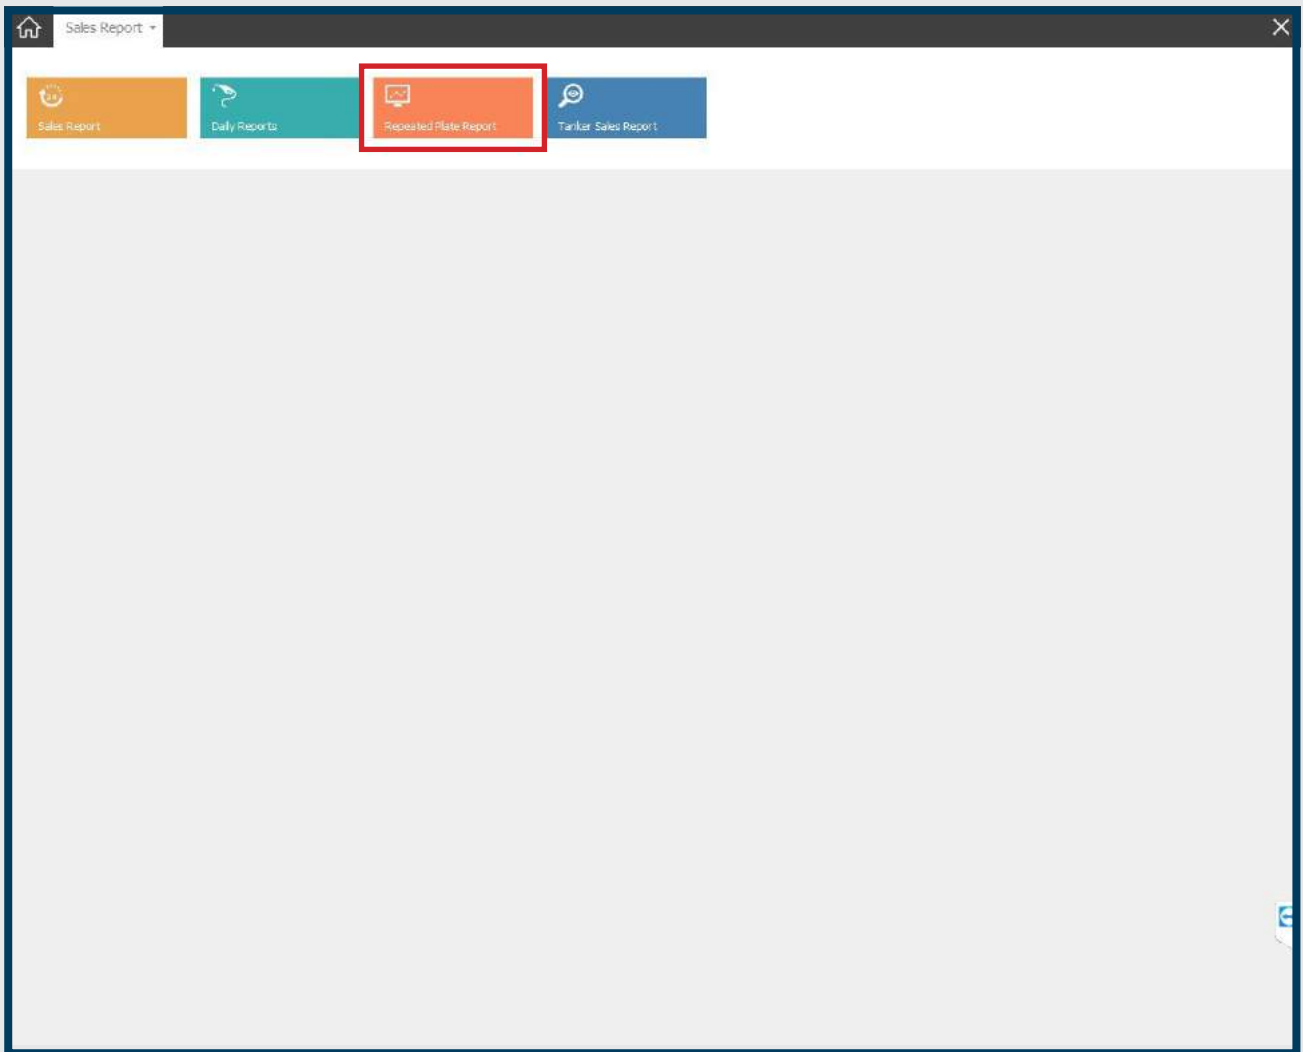 Sales Report
Sales Report
Daily Reports
Repeated Plate Report
Tanker Sales Report